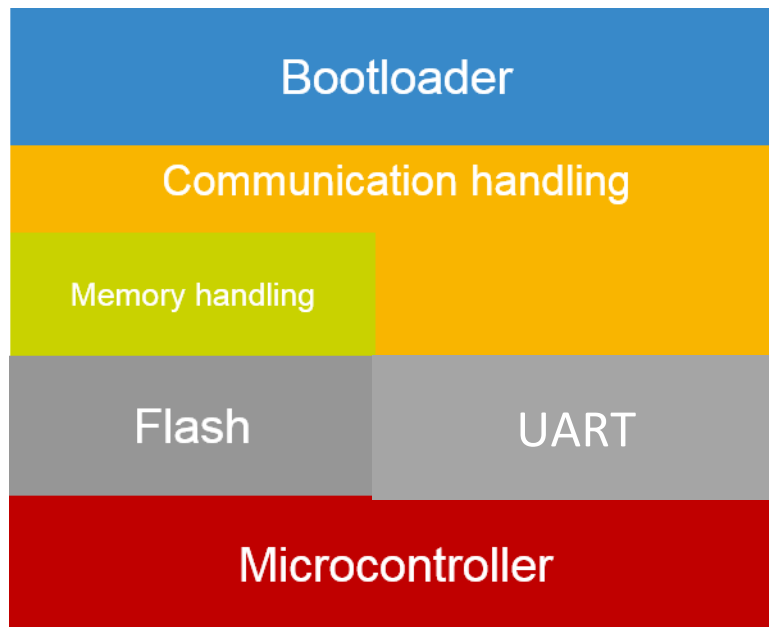 Bootloader
Communication handling
Memory handling
Flash
UART
Microcontroller